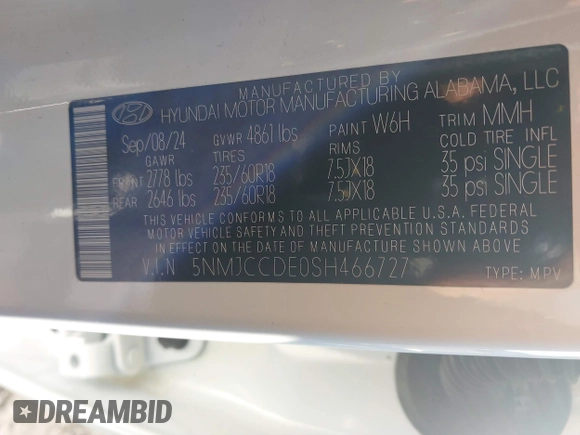 MANUFACTURED BY
HYUNDAI MOTOR MANUFACTURING ALABAMA, LLC
Sep/08/24 GVWR 4861 lbs PAINT W6H TRIM MMH
GAWR TIRES RIMS COLD TIRE INFL
FRONT 2778 lbs 235/60R18 7.5JX18 35 psi SINGLE
REAR 2646 lbs 235/60R18 7.5JX18 35 psi SINGLE
THIS VEHICLE CONFORMS TO ALL APPLICABLE U.S.A. FEDERAL
MOTOR VEHICLE SAFETY AND THEFT PREVENTION STANDARDS
IN EFFECT ON THE DATE OF MANUFACTURE SHOWN ABOVE.
V.I.N 5NMJCCDE0SH466727 TYPE: MPV
DREAMBID